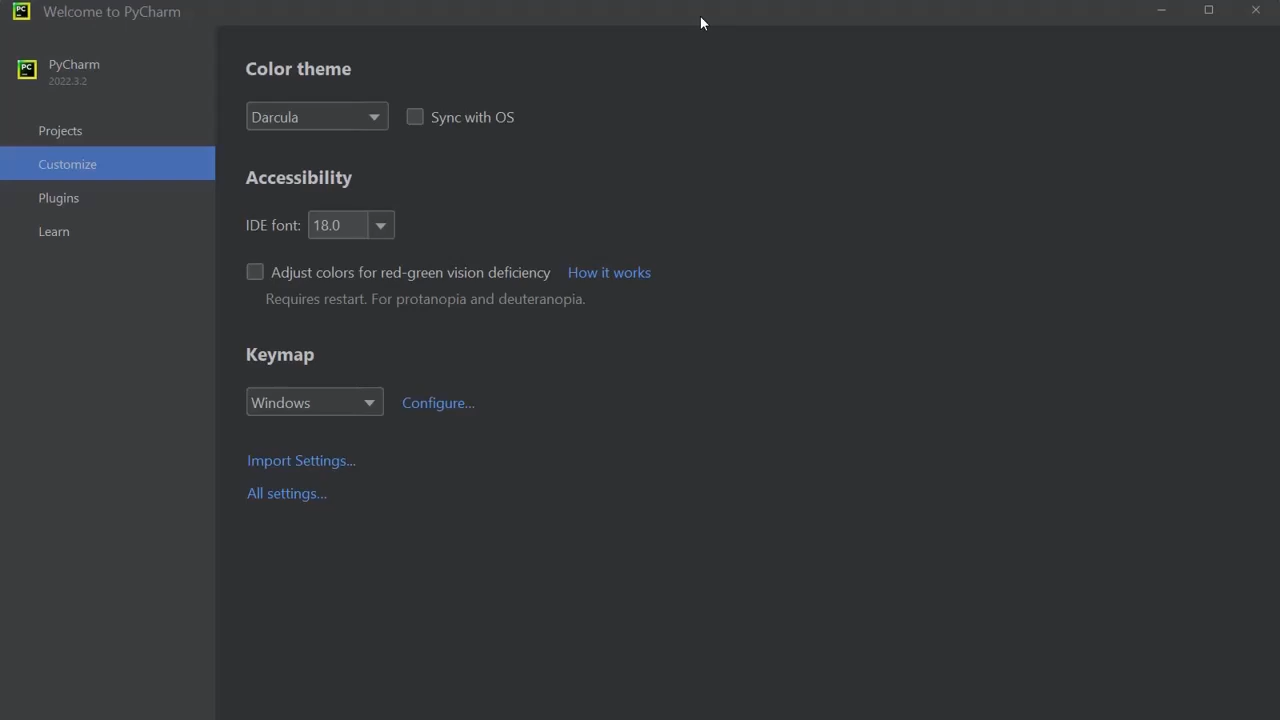 PC Welcome to PyCharm
PC PyCharm
2022.3.2
Projects
Customize
Plugins
Learn
Color theme
Darcula Sync with OS
Accessibility
IDE font: 18.0
Adjust colors for red-green vision deficiency How it works
Requires restart. For protanopia and deuteranopia.
Keymap
Windows Configure...
Import Settings...
All settings...